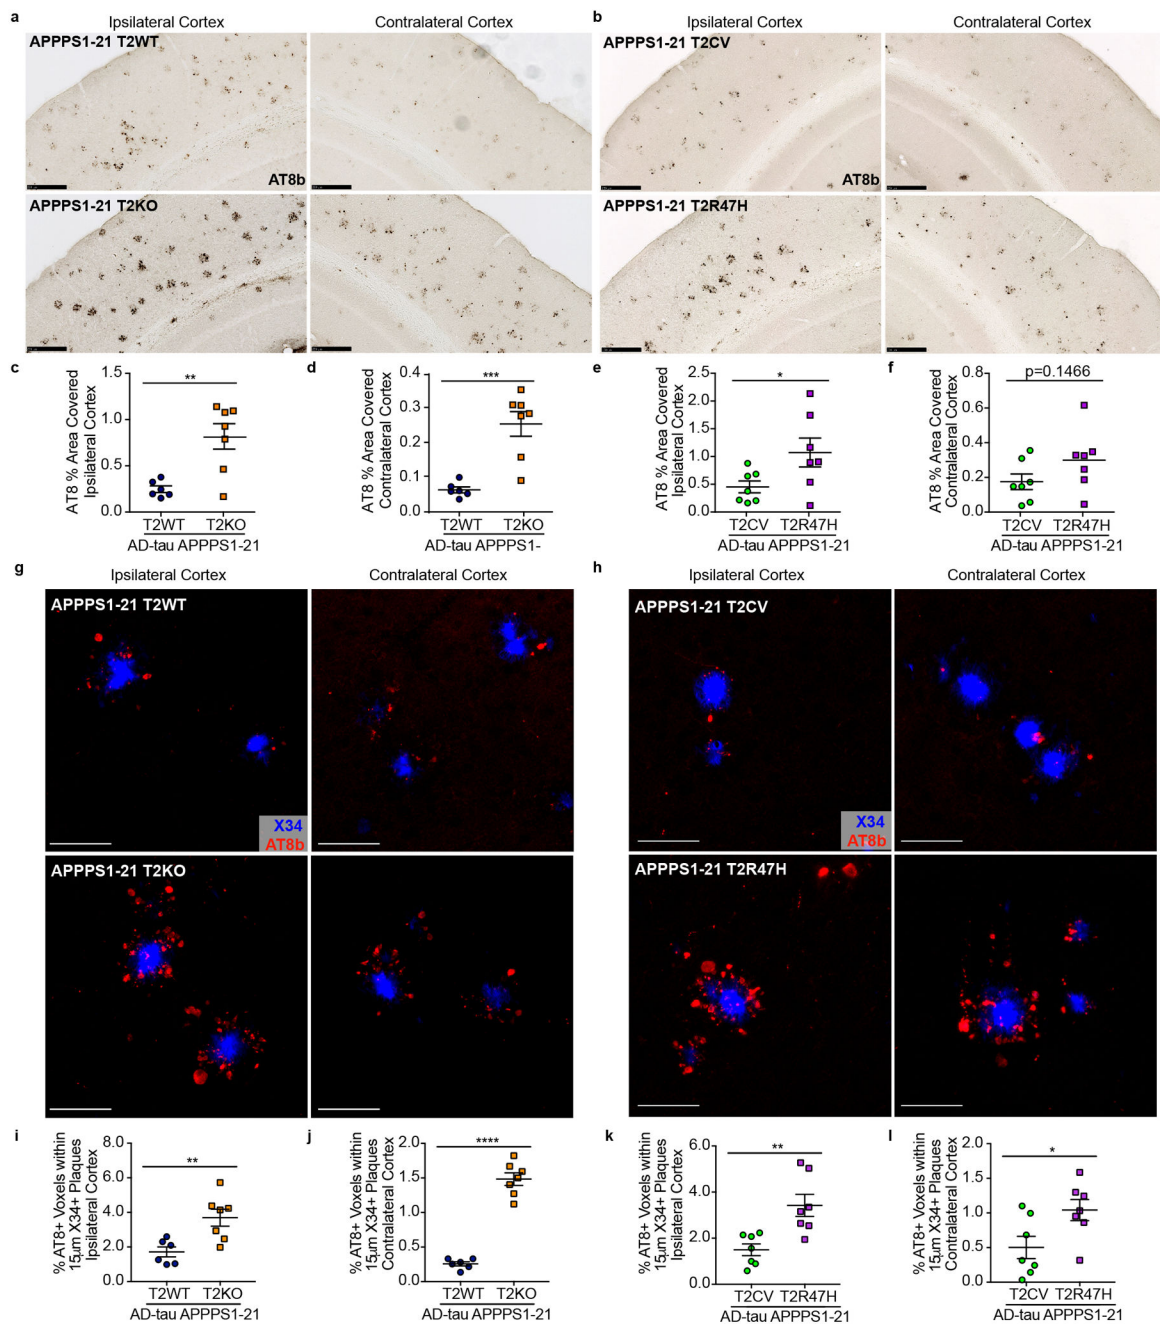 a
Ipsilateral Cortex
Contralateral Cortex
APPPS1-21 T2WT
AT8b
APPPS1-21 T2KO
b
Ipsilateral Cortex
Contralateral Cortex
APPPS1-21 T2CV
AT8b
APPPS1-21 T2R47H
c
AT8 % Area Covered
Ipsilateral Cortex
1.5
1.0
0.5
0.0
**
T2WT
T2KO
AD-tau APPPS1-21
d
AT8 % Area Covered
Contralateral Cortex
0.4
0.3
0.2
0.1
0.0
***
T2WT
T2KO
AD-tau APPPS1-
e
AT8 % Area Covered
Ipsilateral Cortex
2.5
2.0
1.5
1.0
0.5
0.0
*
T2CV
T2R47H
AD-tau APPPS1-21
f
AT8 % Area Covered
Contralateral Cortex
0.8
0.6
0.4
0.2
0.0
p=0.1466
T2CV
T2R47H
AD-tau APPPS1-21
g
Ipsilateral Cortex
Contralateral Cortex
APPPS1-21 T2WT
X34
AT8b
APPPS1-21 T2KO
h
Ipsilateral Cortex
Contralateral Cortex
APPPS1-21 T2CV
X34
AT8b
APPPS1-21 T2R47H
i
% AT8+ Voxels within
15µm X34+ Plaques
Ipsilateral Cortex
8.0
6.0
4.0
2.0
0.0
**
T2WT
T2KO
AD-tau APPPS1-21
j
% AT8+ Voxels within
15µm X34+ Plaques
Contralateral Cortex
2.0
1.5
1.0
0.5
0.0
****
T2WT
T2KO
AD-tau APPPS1-21
k
% AT8+ Voxels within
15µm X34+ Plaques
Ipsilateral Cortex
6.0
4.0
2.0
0.0
**
T2CV
T2R47H
AD-tau APPPS1-21
l
% AT8+ Voxels within
15µm X34+ Plaques
Contralateral Cortex
2.0
1.5
1.0
0.5
0.0
*
T2CV
T2R47H
AD-tau APPPS1-21